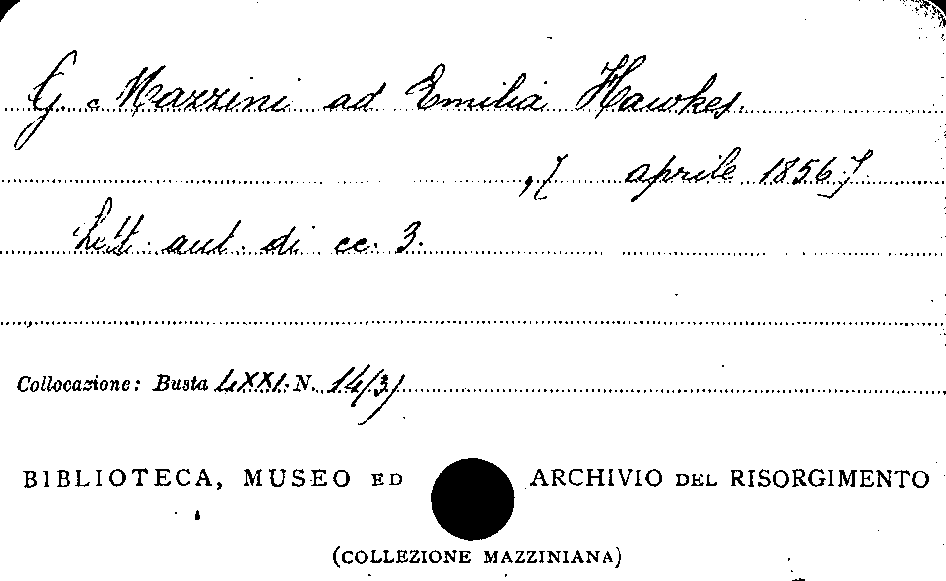 G. Mazzini ad Emilia Hawkes.
,[ aprile 1856]
Lett. aut. di cc. 3.
Collocazione: Busta LXXI. N. 14/3)
BIBLIOTECA, MUSEO ED ARCHIVIO DEL RISORGIMENTO
(COLLEZIONE MAZZINIANA)